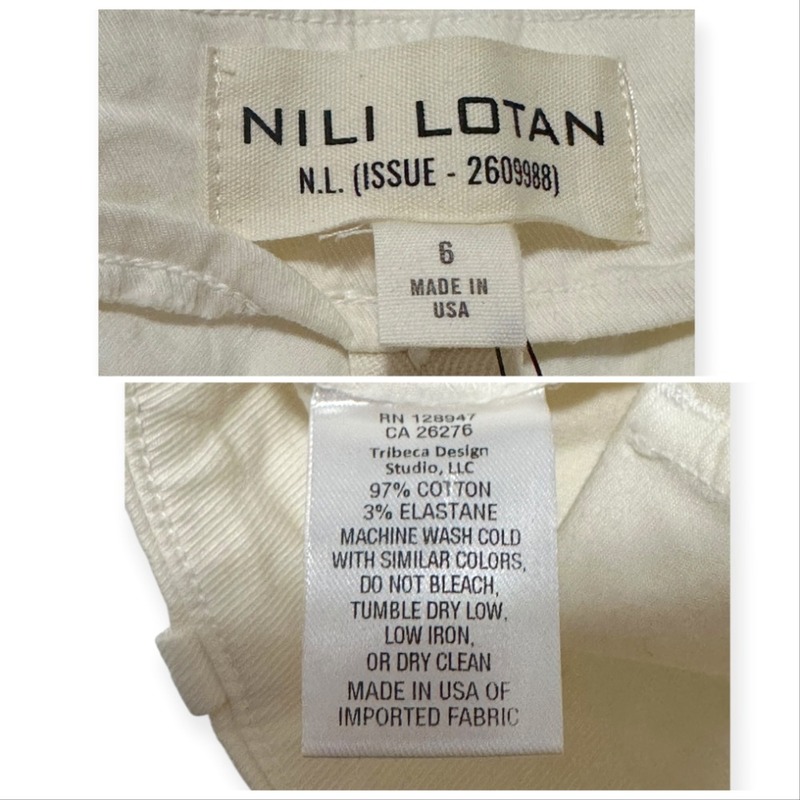 NILI LOTAN
N.L. (ISSUE - 2609988)
6
MADE IN
USA
RN 128947
CA 26276
Tribeca Design
Studio, LLC
97% COTTON
3% ELASTANE
MACHINE WASH COLD
WITH SIMILAR COLORS,
DO NOT BLEACH,
TUMBLE DRY LOW,
LOW IRON,
OR DRY CLEAN
MADE IN USA OF
IMPORTED FABRIC